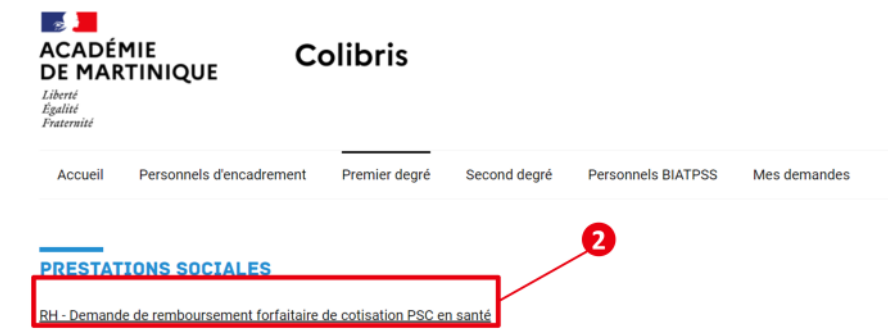 ACADÉMIE
DE MARTINIQUE
Liberté
Égalité
Fraternité
Colibris
Accueil Personnels d'encadrement Premier degré Second degré Personnels BIATPSS Mes demandes
2
PRESTATIONS SOCIALES
RH - Demande de remboursement forfaitaire de cotisation PSC en santé